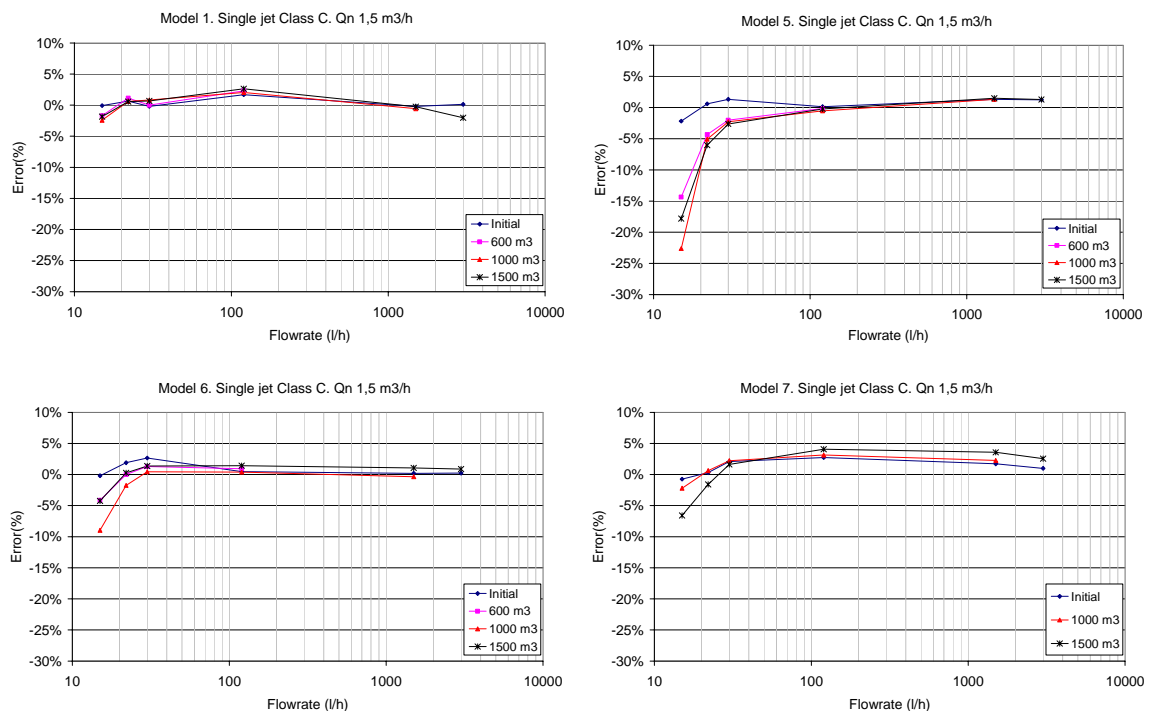 Model 1. Single jet Class C. Qn 1,5 m3/h
10%
5%
0%
-5%
-10%
-15%
-20%
-25%
-30%
Error(%)
10
100
1000
10000
Flowrate (l/h)
Initial
600 m3
1000 m3
1500 m3
Model 5. Single jet Class C. Qn 1,5 m3/h
10%
5%
0%
-5%
-10%
-15%
-20%
-25%
-30%
Error(%)
10
100
1000
10000
Flowrate (l/h)
Initial
600 m3
1000 m3
1500 m3
Model 6. Single jet Class C. Qn 1,5 m3/h
10%
5%
0%
-5%
-10%
-15%
-20%
-25%
-30%
Error(%)
10
100
1000
10000
Flowrate (l/h)
Initial
600 m3
1000 m3
1500 m3
Model 7. Single jet Class C. Qn 1,5 m3/h
10%
5%
0%
-5%
-10%
-15%
-20%
-25%
-30%
Error(%)
10
100
1000
10000
Flowrate (l/h)
Initial
1000 m3
1500 m3